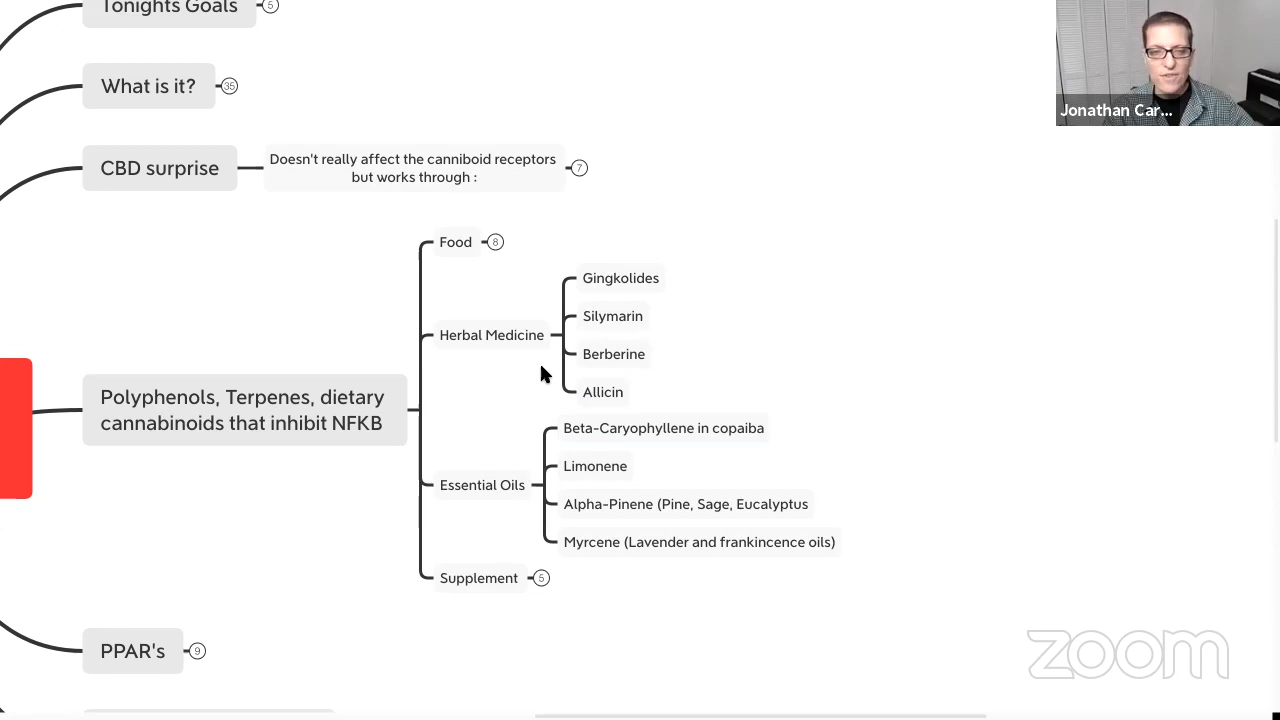 Tonights Goals
5
What is it?
35
CBD surprise
Doesn't really affect the canniboid receptors
but works through :
7
Food
8
Herbal Medicine
Gingkolides
Silymarin
Berberine
Allicin
Polyphenols, Terpenes, dietary
cannabinoids that inhibit NFKB
Essential Oils
Beta-Caryophyllene in copaiba
Limonene
Alpha-Pinene (Pine, Sage, Eucalyptus
Myrcene (Lavender and frankincence oils)
Supplement
5
PPAR's
9
Jonathan Car...
zoom